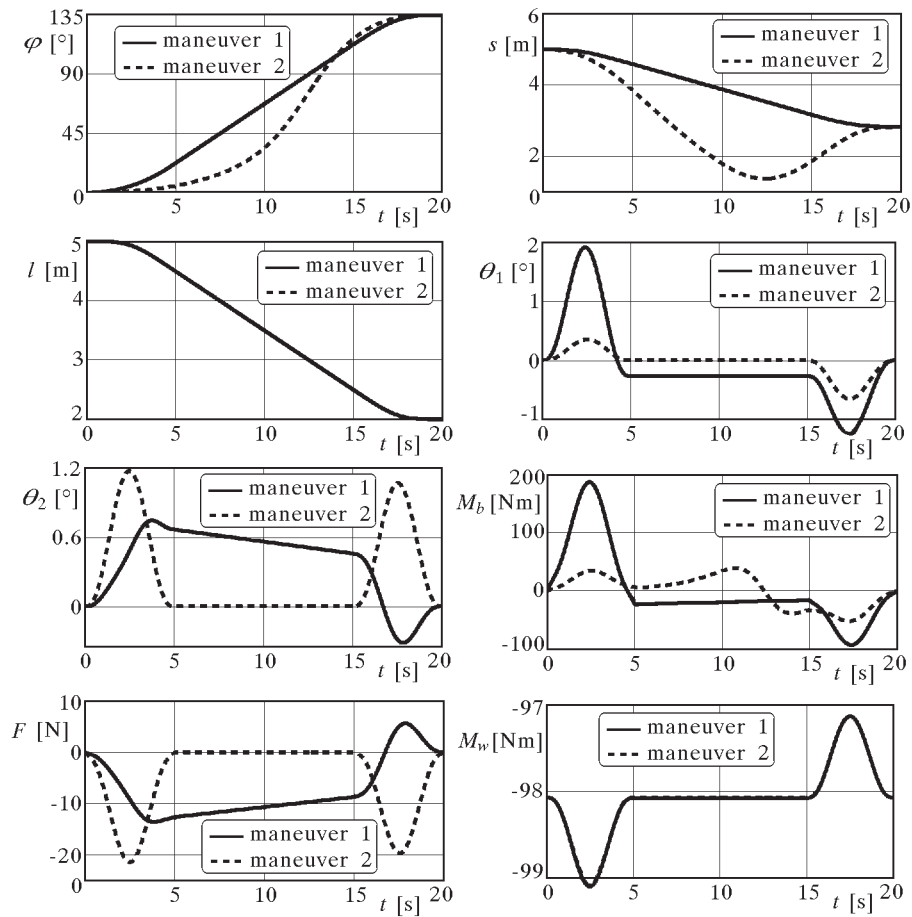 135
φ [°]
90
45
0
maneuver 1
maneuver 2
5
10
15
20
t [s]
6
s [m]
4
2
0
maneuver 1
maneuver 2
5
10
15
20
t [s]
5
l [m]
4
3
2
maneuver 1
maneuver 2
0
5
10
15
20
t [s]
2
θ1 [°]
1
0
-1
maneuver 1
maneuver 2
0
5
10
15
20
t [s]
1.2
θ2 [°]
0.6
0
maneuver 1
maneuver 2
0
5
10
15
20
t [s]
200
Mb [Nm]
100
0
-100
maneuver 1
maneuver 2
0
5
10
15
20
t [s]
10
F [N]
0
-10
-20
maneuver 1
maneuver 2
0
5
10
15
20
t [s]
-97
Mw [Nm]
-98
-99
maneuver 1
maneuver 2
0
5
10
15
20
t [s]